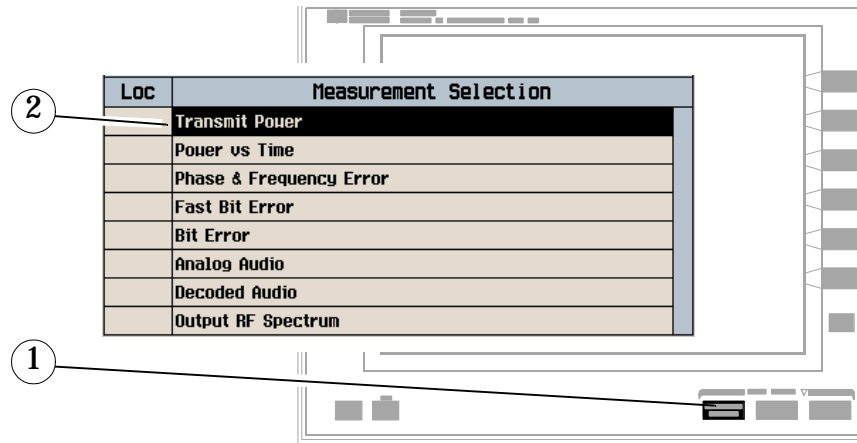 Loc Measurement Selection
2
Transmit Power
Power vs Time
Phase & Frequency Error
Fast Bit Error
Bit Error
Analog Audio
Decoded Audio
Output RF Spectrum
1